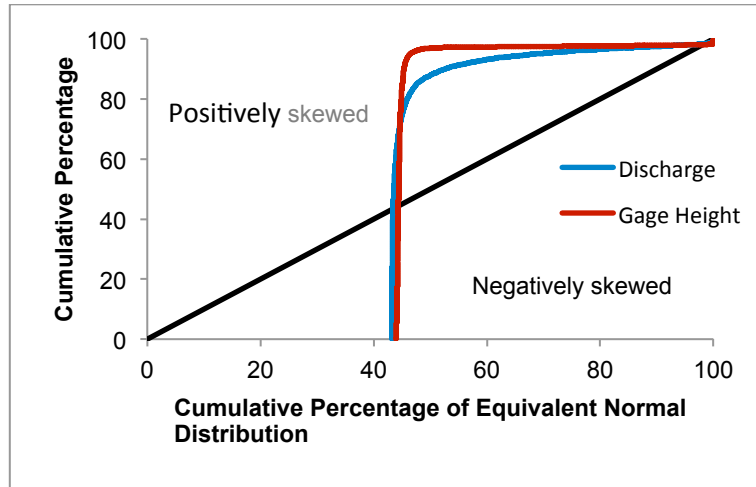 Cumulative Percentage
100
80
60
40
20
0
Positively skewed
Discharge
Gage Height
Negatively skewed
0 20 40 60 80 100
Cumulative Percentage of Equivalent Normal
Distribution